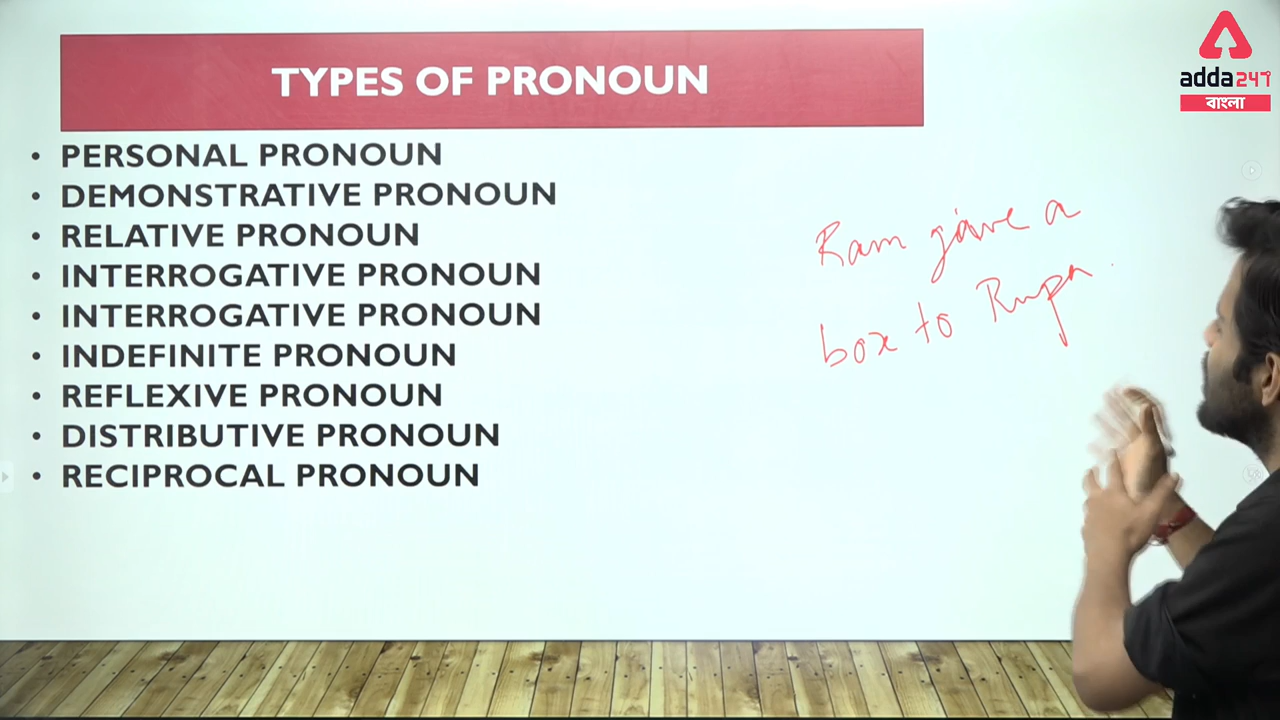 TYPES OF PRONOUN
• PERSONAL PRONOUN
• DEMONSTRATIVE PRONOUN
• RELATIVE PRONOUN
• INTERROGATIVE PRONOUN
• INTERROGATIVE PRONOUN
• INDEFINITE PRONOUN
• REFLEXIVE PRONOUN
• DISTRIBUTIVE PRONOUN
• RECIPROCAL PRONOUN
Ram gave a
box to Rupa.
adda247
বাংলা